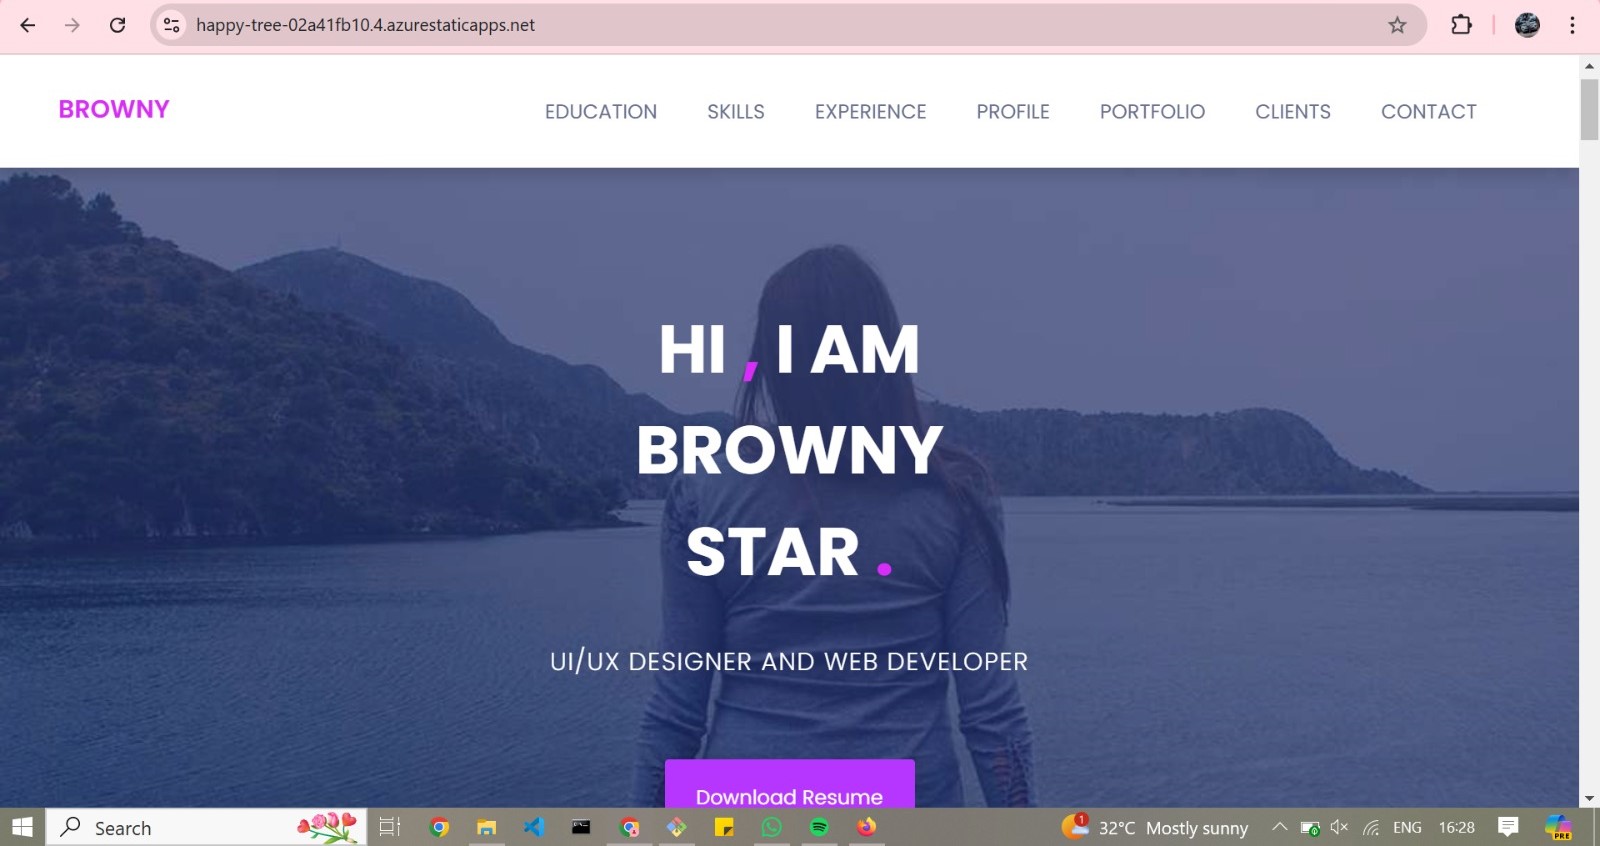 happy-tree-02a41fb10.4.azurestaticapps.net
BROWNY EDUCATION SKILLS EXPERIENCE PROFILE PORTFOLIO CLIENTS CONTACT
HI , I AM
BROWNY
STAR .
UI/UX DESIGNER AND WEB DEVELOPER
Download Resume
Search 1 32°C Mostly sunny ENG 16:28 PRE